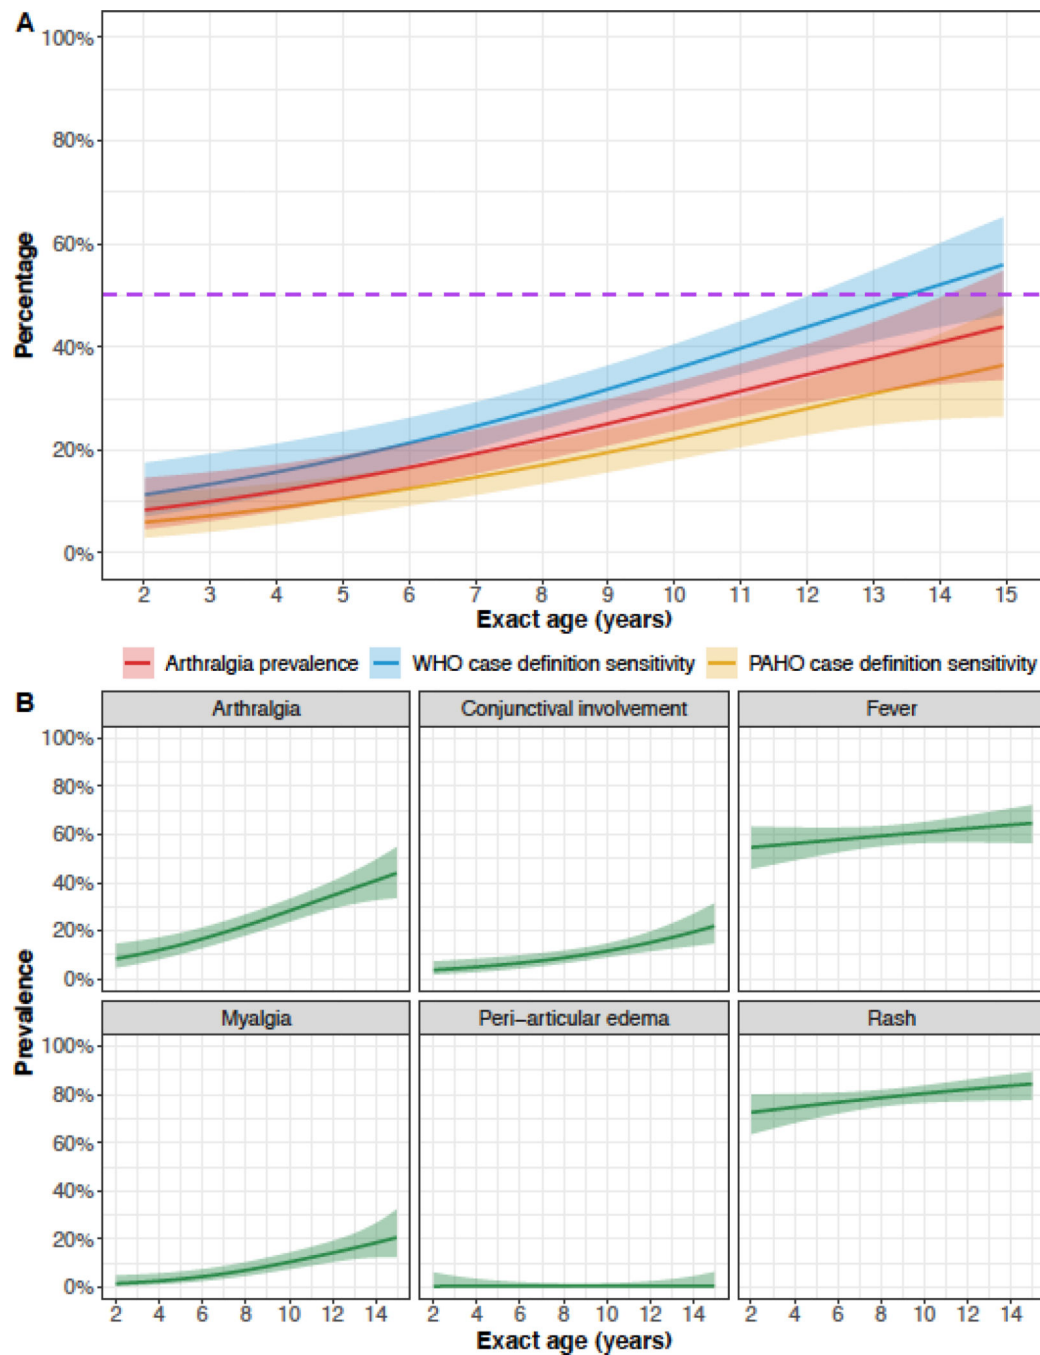 A
100%
80%
60%
40%
20%
0%
Percentage
2 3 4 5 6 7 8 9 10 11 12 13 14 15
Exact age (years)
Arthralgia prevalence WHO case definition sensitivity PAHO case definition sensitivity
B
Arthralgia Conjunctival involvement Fever
100%
80%
60%
40%
20%
0%
Prevalence
Myalgia Peri-articular edema Rash
100%
80%
60%
40%
20%
0%
2 4 6 8 10 12 14 2 4 6 8 10 12 14 2 4 6 8 10 12 14
Exact age (years)